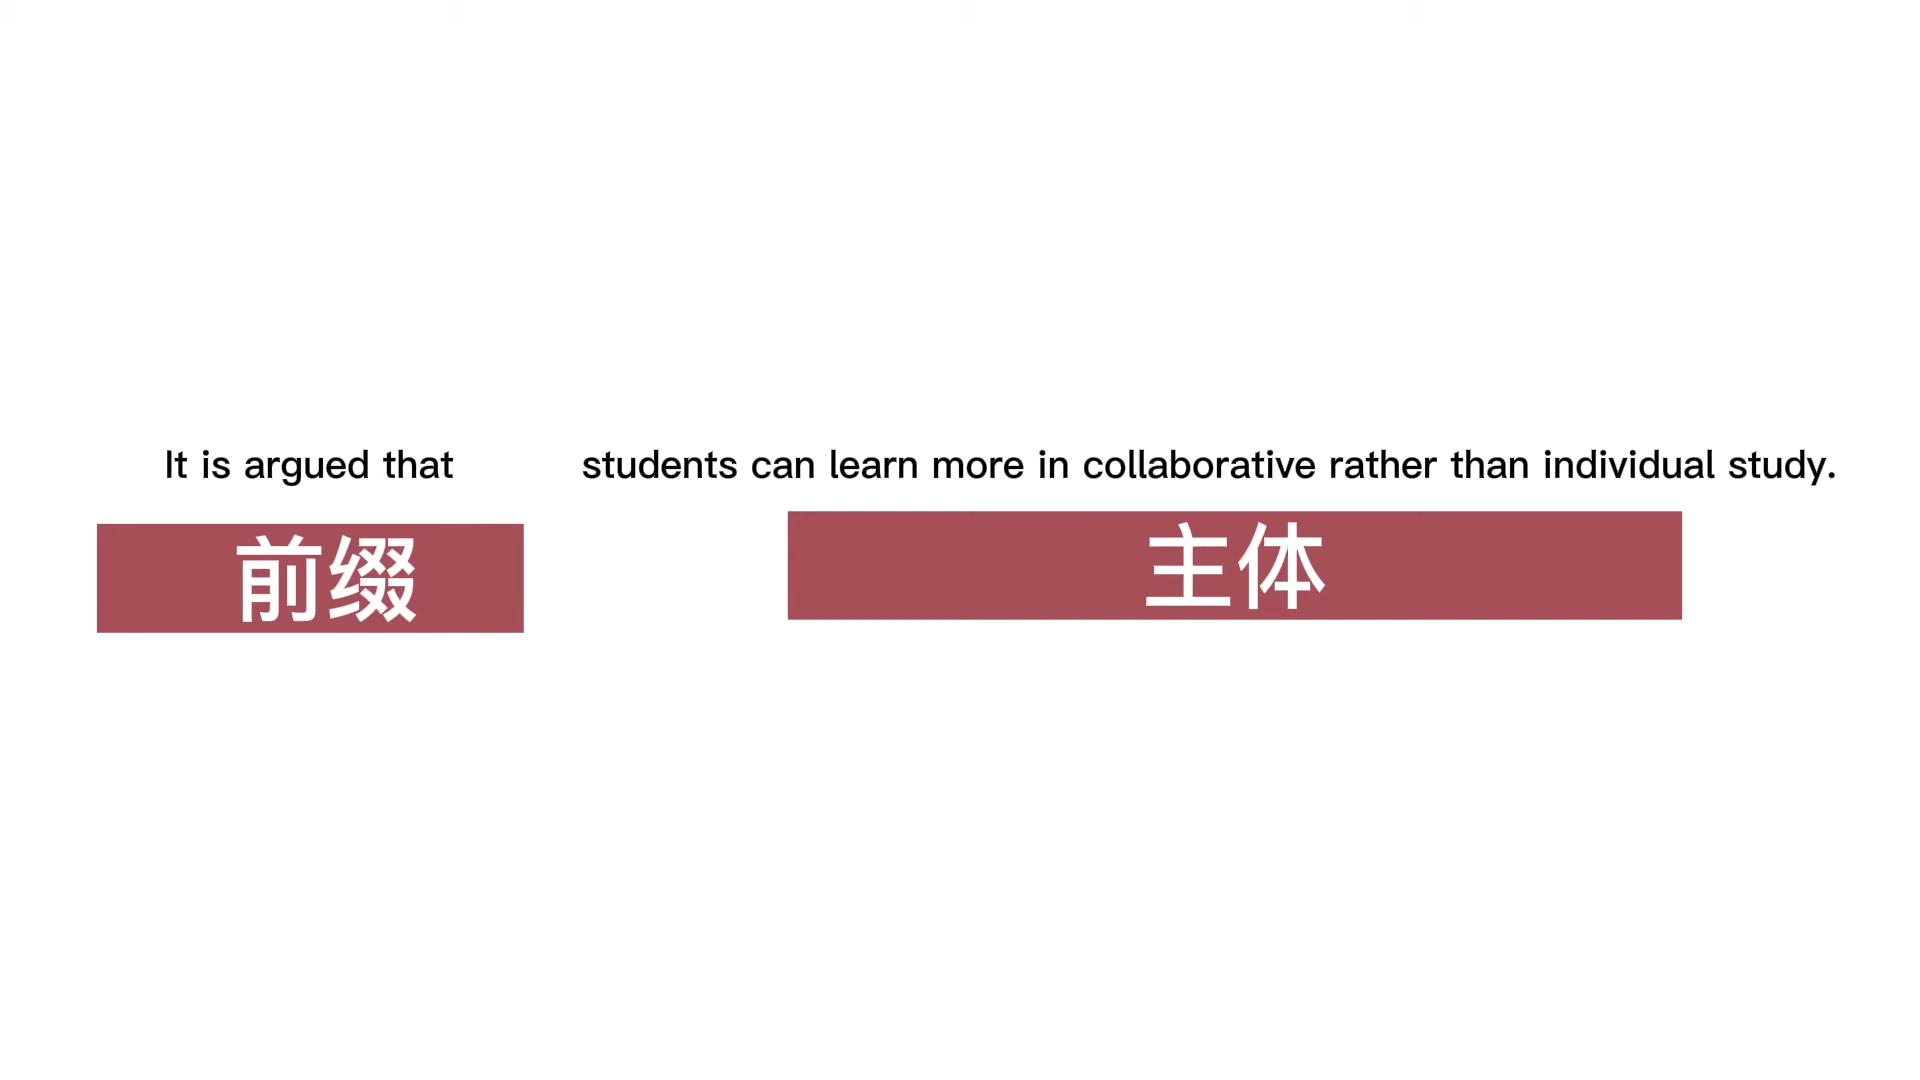 It is argued that students can learn more in collaborative rather than individual study.
前缀 主体